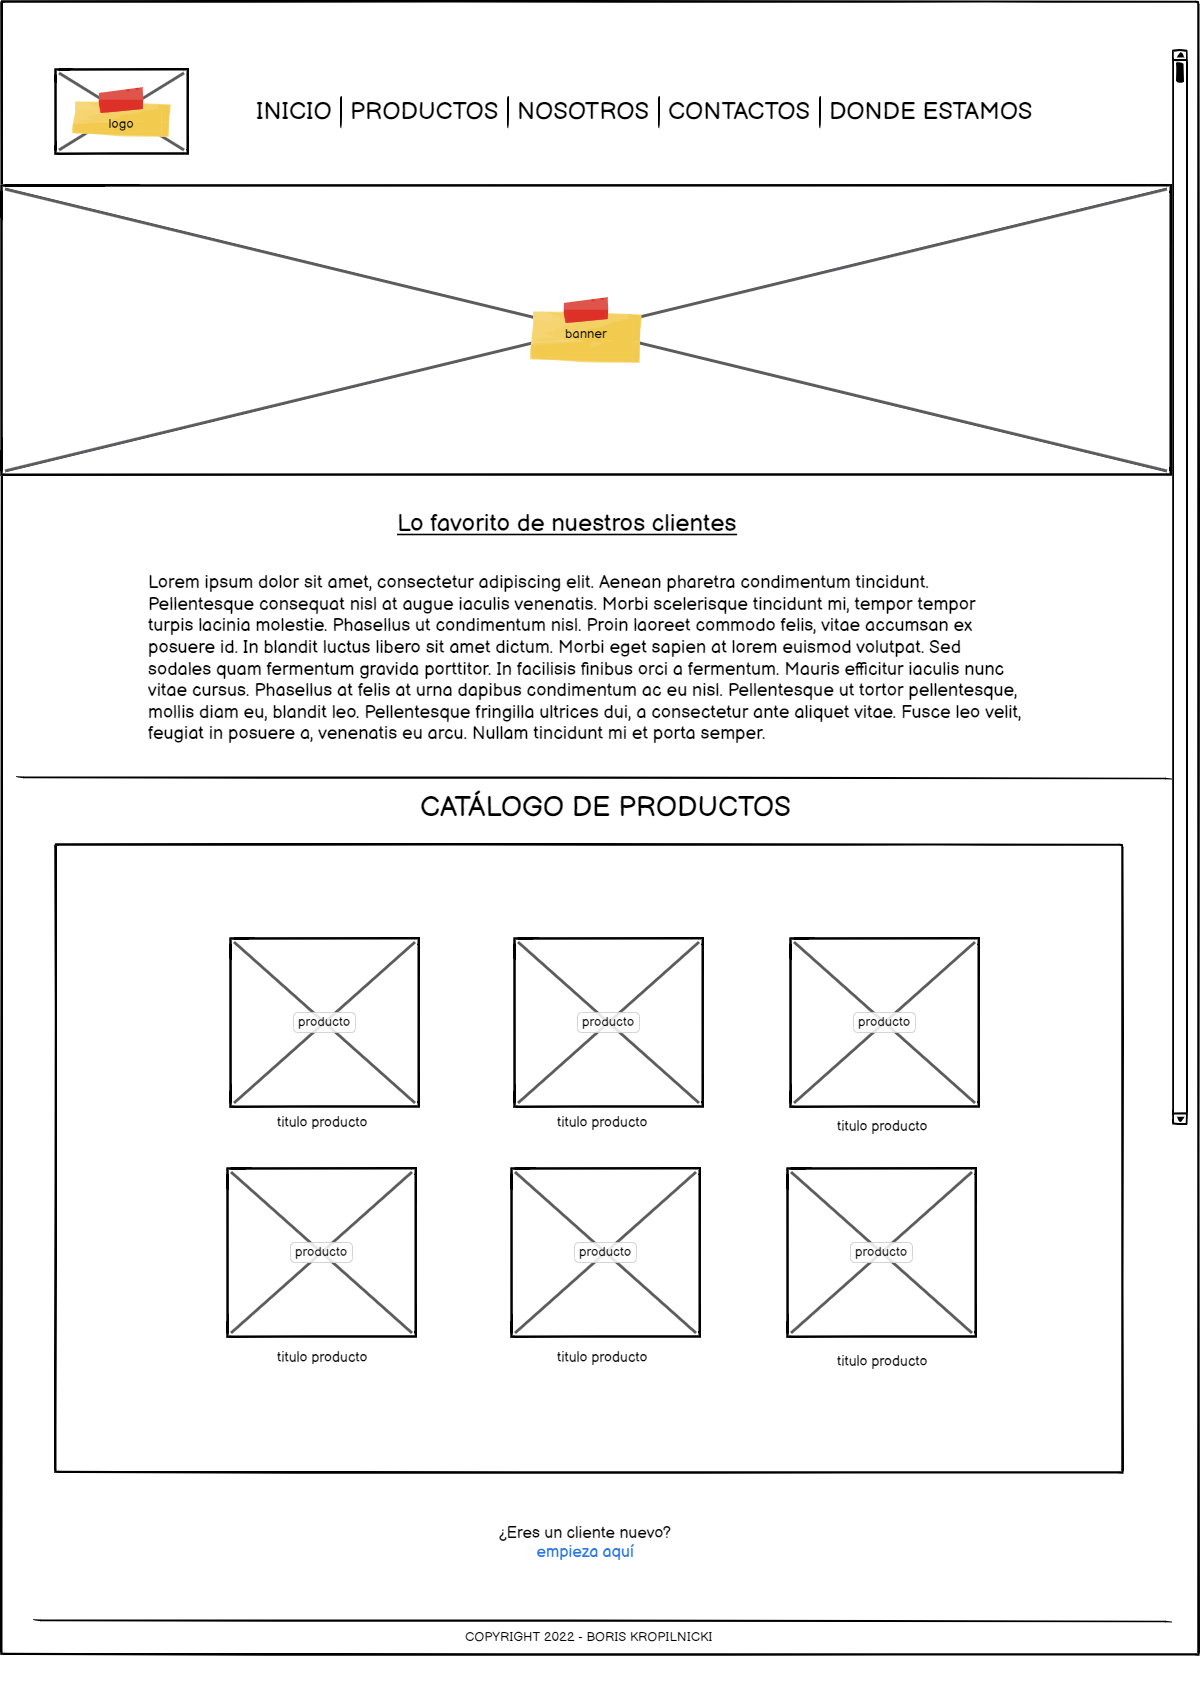 logo
INICIO PRODUCTOS NOSOTROS CONTACTOS DONDE ESTAMOS
banner
Lo favorito de nuestros clientes
Lorem ipsum dolor sit amet, consectetur adipiscing elit. Aenean pharetra condimentum tincidunt.
Pellentesque consequat nisl at augue iaculis venenatis. Morbi scelerisque tincidunt mi, tempor tempor
turpis lacinia molestie. Phasellus ut condimentum nisl. Proin laoreet commodo felis, vitae accumsan ex
posuere id. In blandit luctus libero sit amet dictum. Morbi eget sapien at lorem euismod volutpat. Sed
sodales quam fermentum gravida porttitor. In facilisis finibus orci a fermentum. Mauris efficitur iaculis nunc
vitae cursus. Phasellus at felis at urna dapibus condimentum ac eu nisl. Pellentesque ut tortor pellentesque,
mollis diam eu, blandit leo. Pellentesque fringilla ultrices dui, a consectetur ante aliquet vitae. Fusce leo velit,
feugiat in posuere a, venenatis eu arcu. Nullam tincidunt mi et porta semper.
CATÁLOGO DE PRODUCTOS
producto producto producto
titulo producto titulo producto titulo producto
producto producto producto
titulo producto titulo producto titulo producto
¿Eres un cliente nuevo?
empieza aquí
COPYRIGHT 2022 - BORIS KROPILNICKI